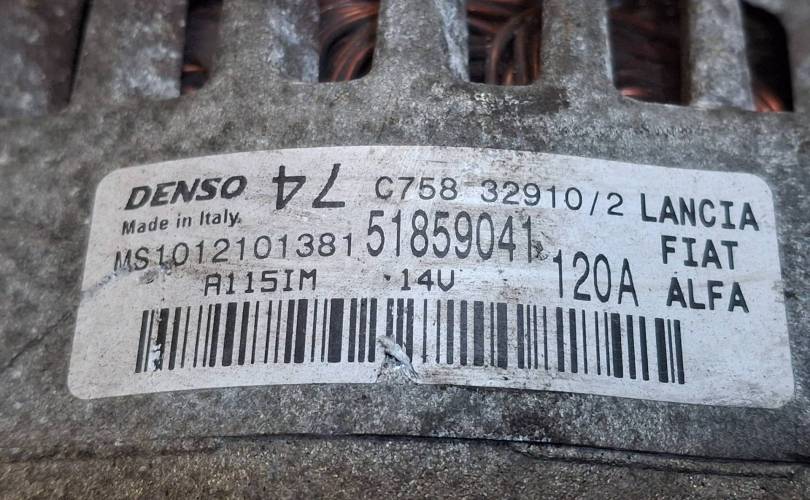 DENSO 74 C758 32910/2 LANCIA
Made in Italy. 51859041 FIAT
MS1012101381 120A ALFA
A115IM 14V